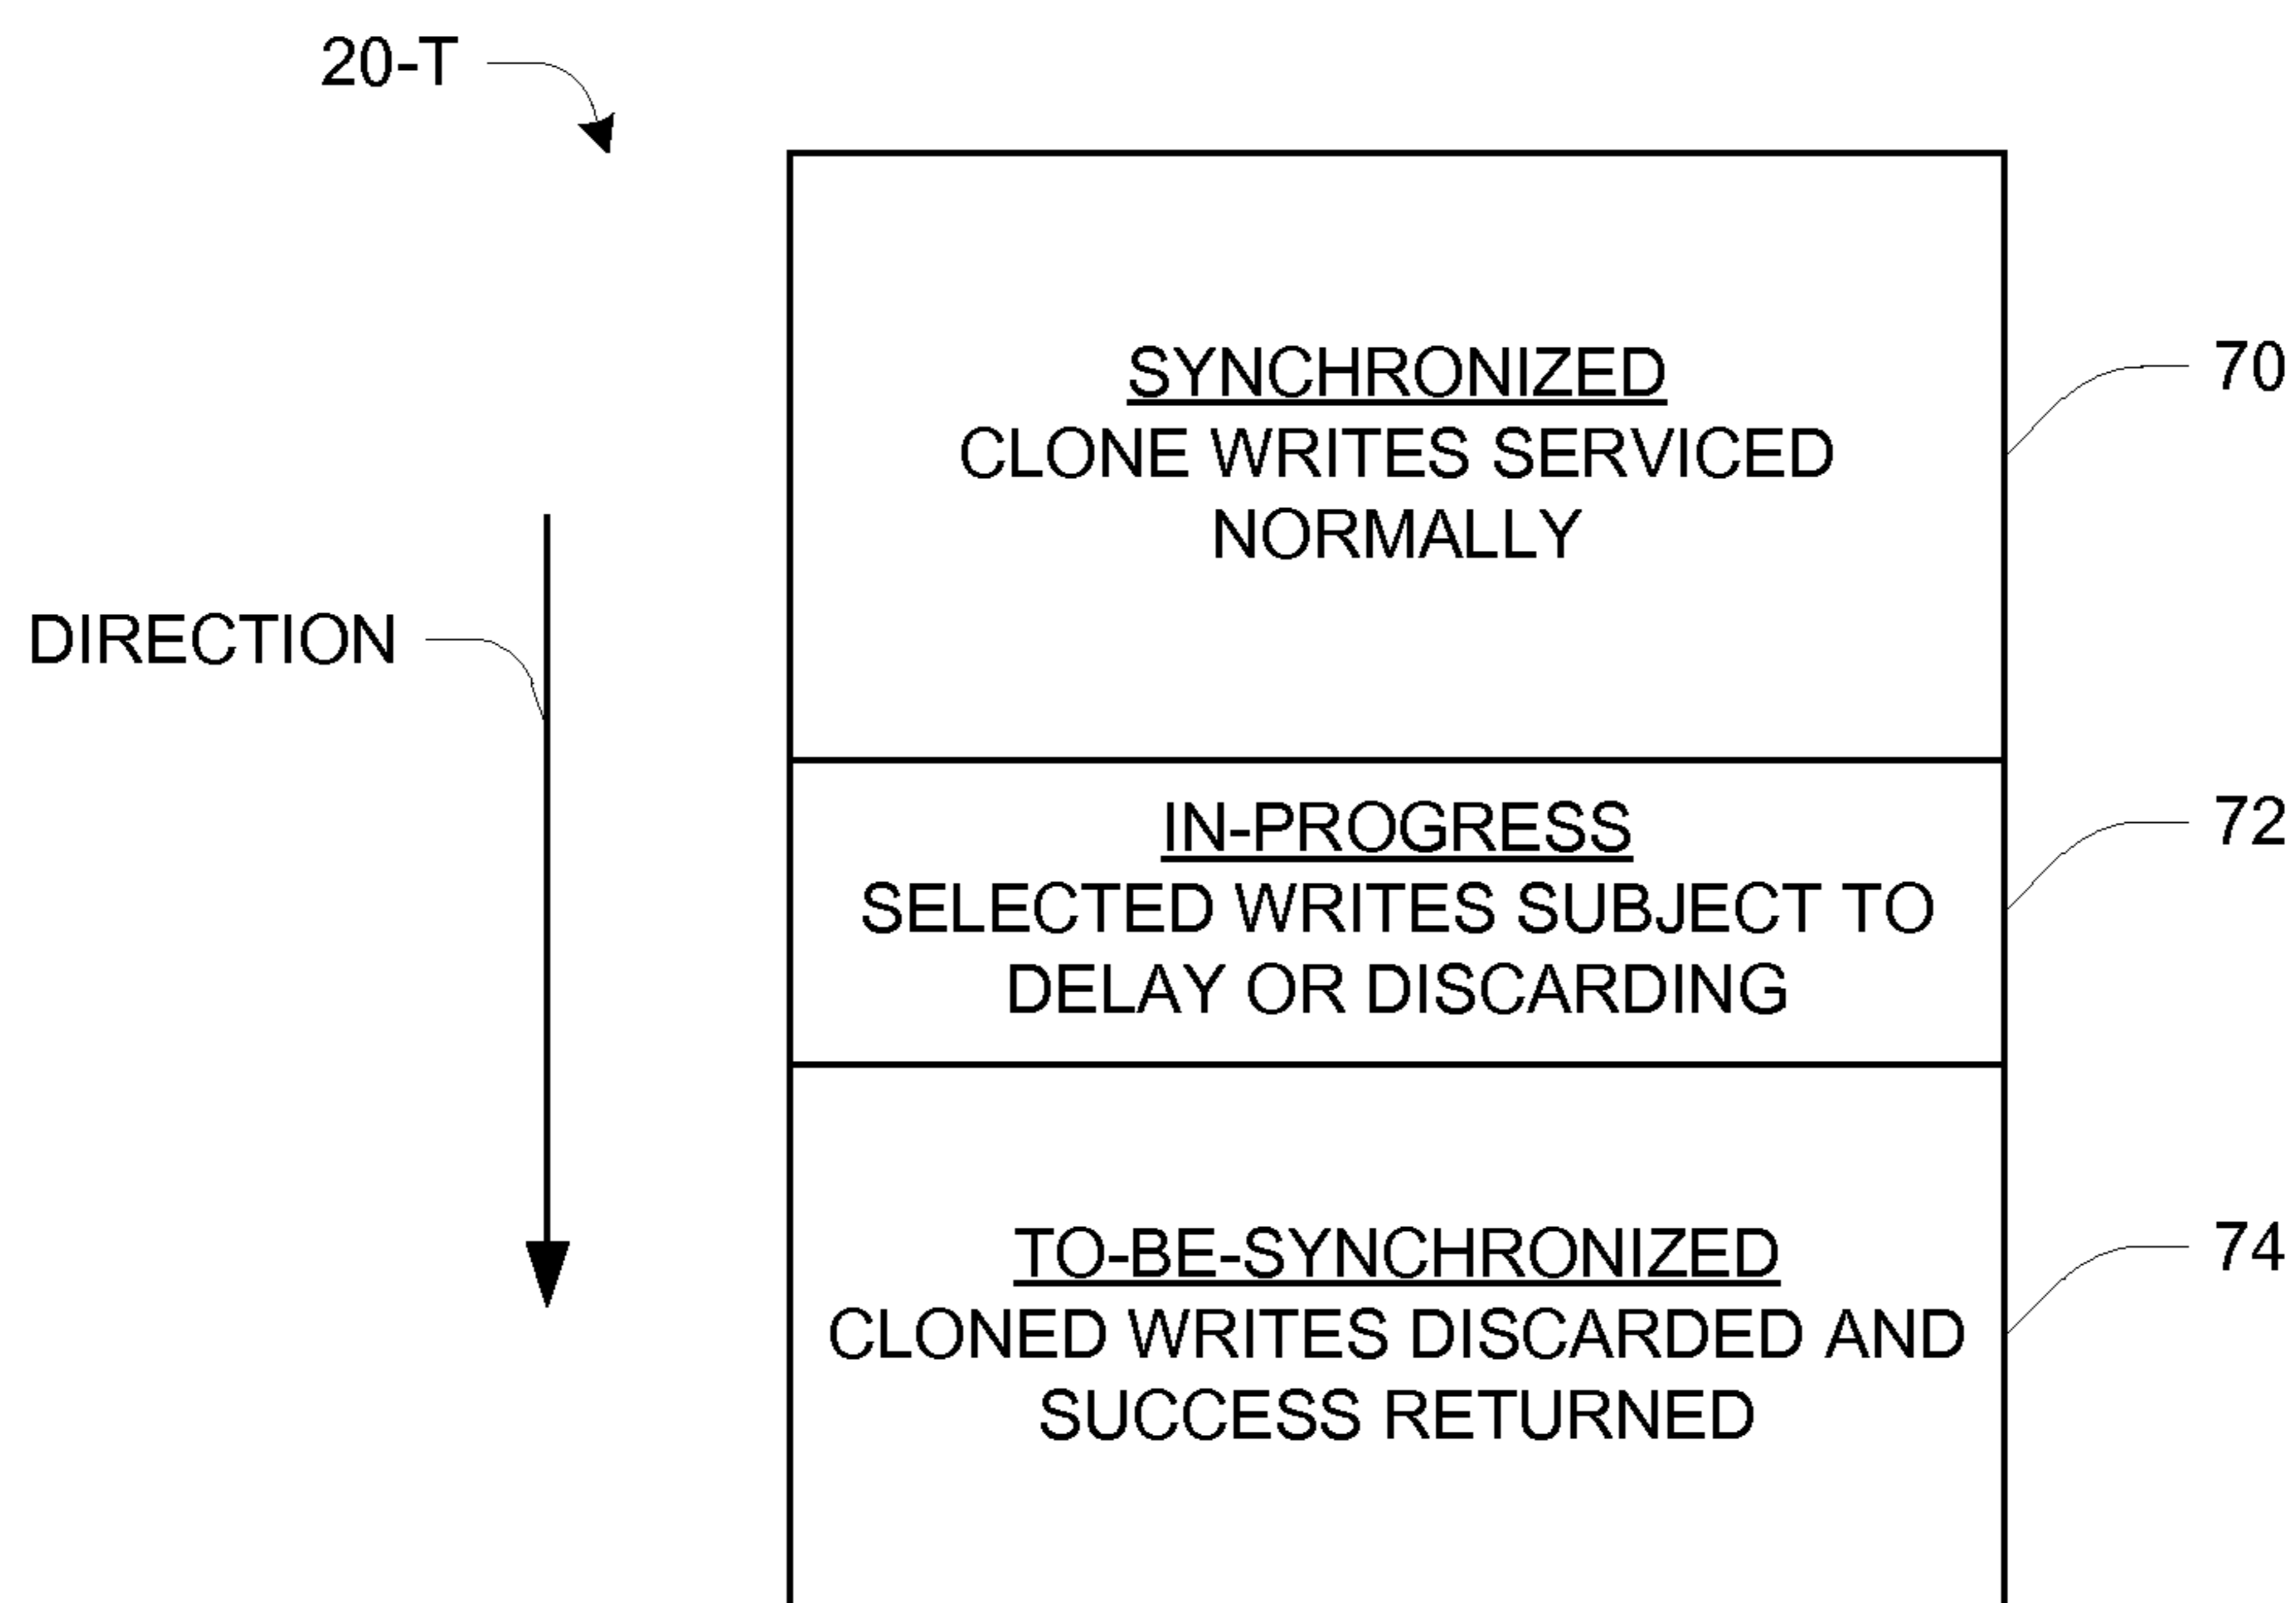 20-T
SYNCHRONIZED
CLONE WRITES SERVICED
NORMALLY
70
DIRECTION
IN-PROGRESS
SELECTED WRITES SUBJECT TO
DELAY OR DISCARDING
72
TO-BE-SYNCHRONIZED
CLONED WRITES DISCARDED AND
SUCCESS RETURNED
74